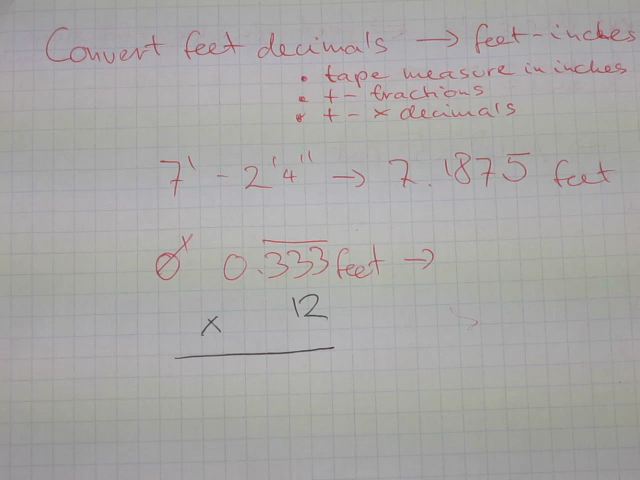 Convert feet decimals → feet-inches
• tape measure in inches
• +- fractions
• +- x decimals
7' - 2'4" → 7.1875 feet
0' 0.333 feet →
x 12